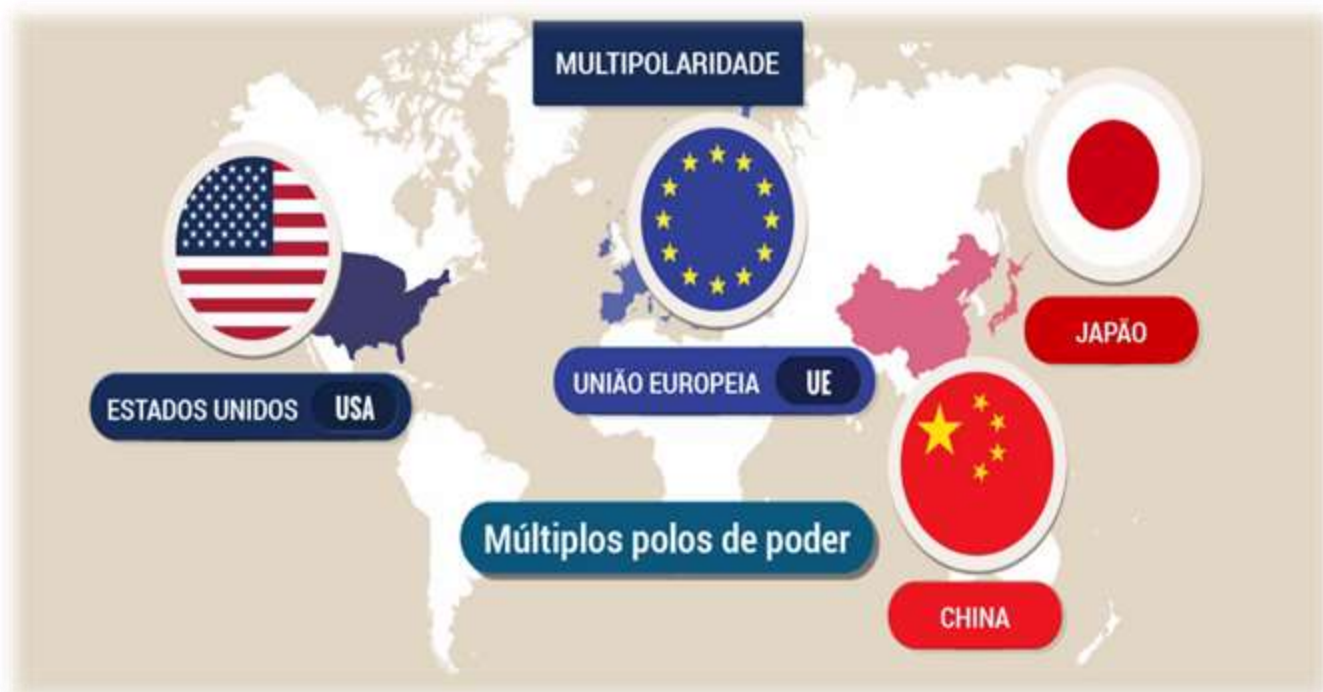 MULTIPOLARIDADE
JAPÃO
UNIÃO EUROPEIA UE
ESTADOS UNIDOS USA
Múltiplos polos de poder
CHINA